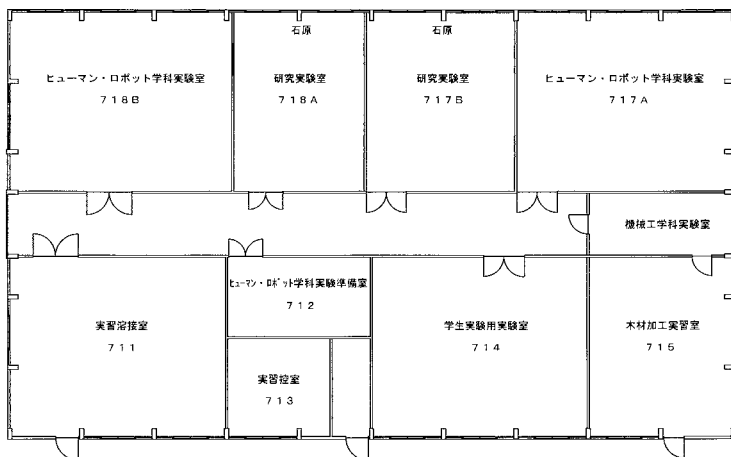 石原
石原
ヒューマン・ロボット学科実験室
718B
研究実験室
718A
研究実験室
717B
ヒューマン・ロボット学科実験室
717A
機械工学科実験室
ヒューマン・ロボット学科実験準備室
712
実習溶接室
711
学生実験用実験室
714
木材加工実習室
715
実習控室
713